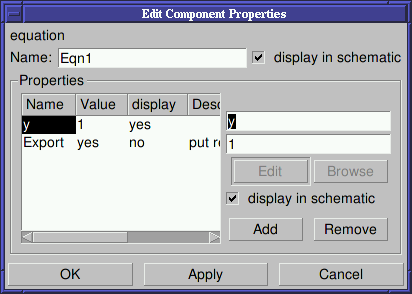 Edit Component Properties
equation
Name: Eqn1 display in schematic
Properties
Name Value display Desc
y 1 yes
Export yes no put re
y
1
Edit Browse
display in schematic
Add Remove
OK Apply Cancel